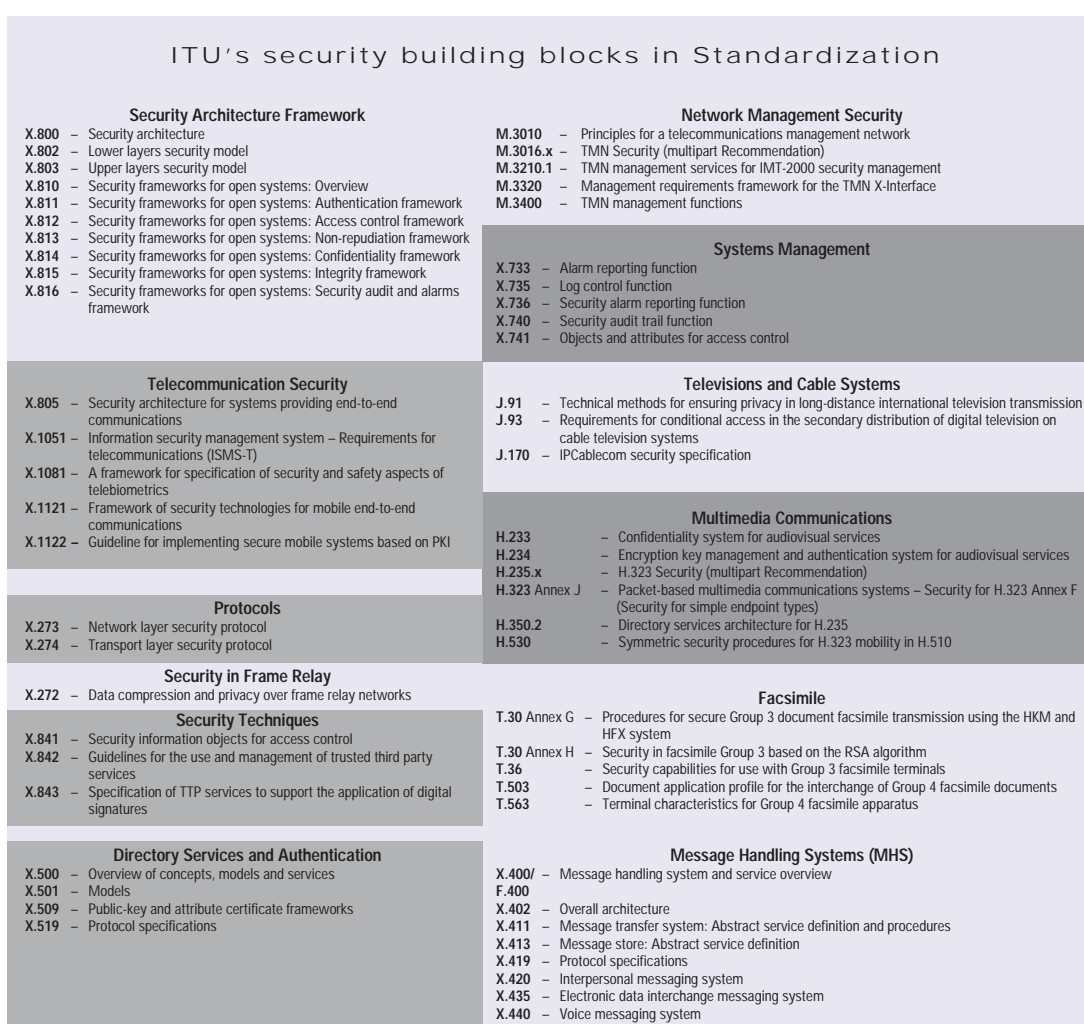 ITU's security building blocks in Standardization
Security Architecture Framework
X.800 – Security architecture
X.802 – Lower layers security model
X.803 – Upper layers security model
X.810 – Security frameworks for open systems: Overview
X.811 – Security frameworks for open systems: Authentication framework
X.812 – Security frameworks for open systems: Access control framework
X.813 – Security frameworks for open systems: Non-repudiation framework
X.814 – Security frameworks for open systems: Confidentiality framework
X.815 – Security frameworks for open systems: Integrity framework
X.816 – Security frameworks for open systems: Security audit and alarms
framework
Telecommunication Security
X.805 – Security architecture for systems providing end-to-end
communications
X.1051 – Information security management system – Requirements for
telecommunications (ISMS-T)
X.1081 – A framework for specification of security and safety aspects of
telebiometrics
X.1121 – Framework of security technologies for mobile end-to-end
communications
X.1122 – Guideline for implementing secure mobile systems based on PKI
Protocols
X.273 – Network layer security protocol
X.274 – Transport layer security protocol
Security in Frame Relay
X.272 – Data compression and privacy over frame relay networks
Security Techniques
X.841 – Security information objects for access control
X.842 – Guidelines for the use and management of trusted third party
services
X.843 – Specification of TTP services to support the application of digital
signatures
Directory Services and Authentication
X.500 – Overview of concepts, models and services
X.501 – Models
X.509 – Public-key and attribute certificate frameworks
X.519 – Protocol specifications
Network Management Security
M.3010 – Principles for a telecommunications management network
M.3016.x – TMN Security (multipart Recommendation)
M.3210.1 – TMN management services for IMT-2000 security management
M.3320 – Management requirements framework for the TMN X-Interface
M.3400 – TMN management functions
Systems Management
X.733 – Alarm reporting function
X.735 – Log control function
X.736 – Security alarm reporting function
X.740 – Security audit trail function
X.741 – Objects and attributes for access control
Televisions and Cable Systems
J.91 – Technical methods for ensuring privacy in long-distance international television transmission
J.93 – Requirements for conditional access in the secondary distribution of digital television on
cable television systems
J.170 – IPCablecom security specification
Multimedia Communications
H.233 – Confidentiality system for audiovisual services
H.234 – Encryption key management and authentication system for audiovisual services
H.235.x – H.323 Security (multipart Recommendation)
H.323 Annex J – Packet-based multimedia communications systems – Security for H.323 Annex F
(Security for simple endpoint types)
H.350.2 – Directory services architecture for H.235
H.530 – Symmetric security procedures for H.323 mobility in H.510
Facsimile
T.30 Annex G – Procedures for secure Group 3 document facsimile transmission using the HKM and
HFX system
T.30 Annex H – Security in facsimile Group 3 based on the RSA algorithm
T.36 – Security capabilities for use with Group 3 facsimile terminals
T.503 – Document application profile for the interchange of Group 4 facsimile documents
T.563 – Terminal characteristics for Group 4 facsimile apparatus
Message Handling Systems (MHS)
X.400/ – Message handling system and service overview
F.400
X.402 – Overall architecture
X.411 – Message transfer system: Abstract service definition and procedures
X.413 – Message store: Abstract service definition
X.419 – Protocol specifications
X.420 – Interpersonal messaging system
X.435 – Electronic data interchange messaging system
X.440 – Voice messaging system